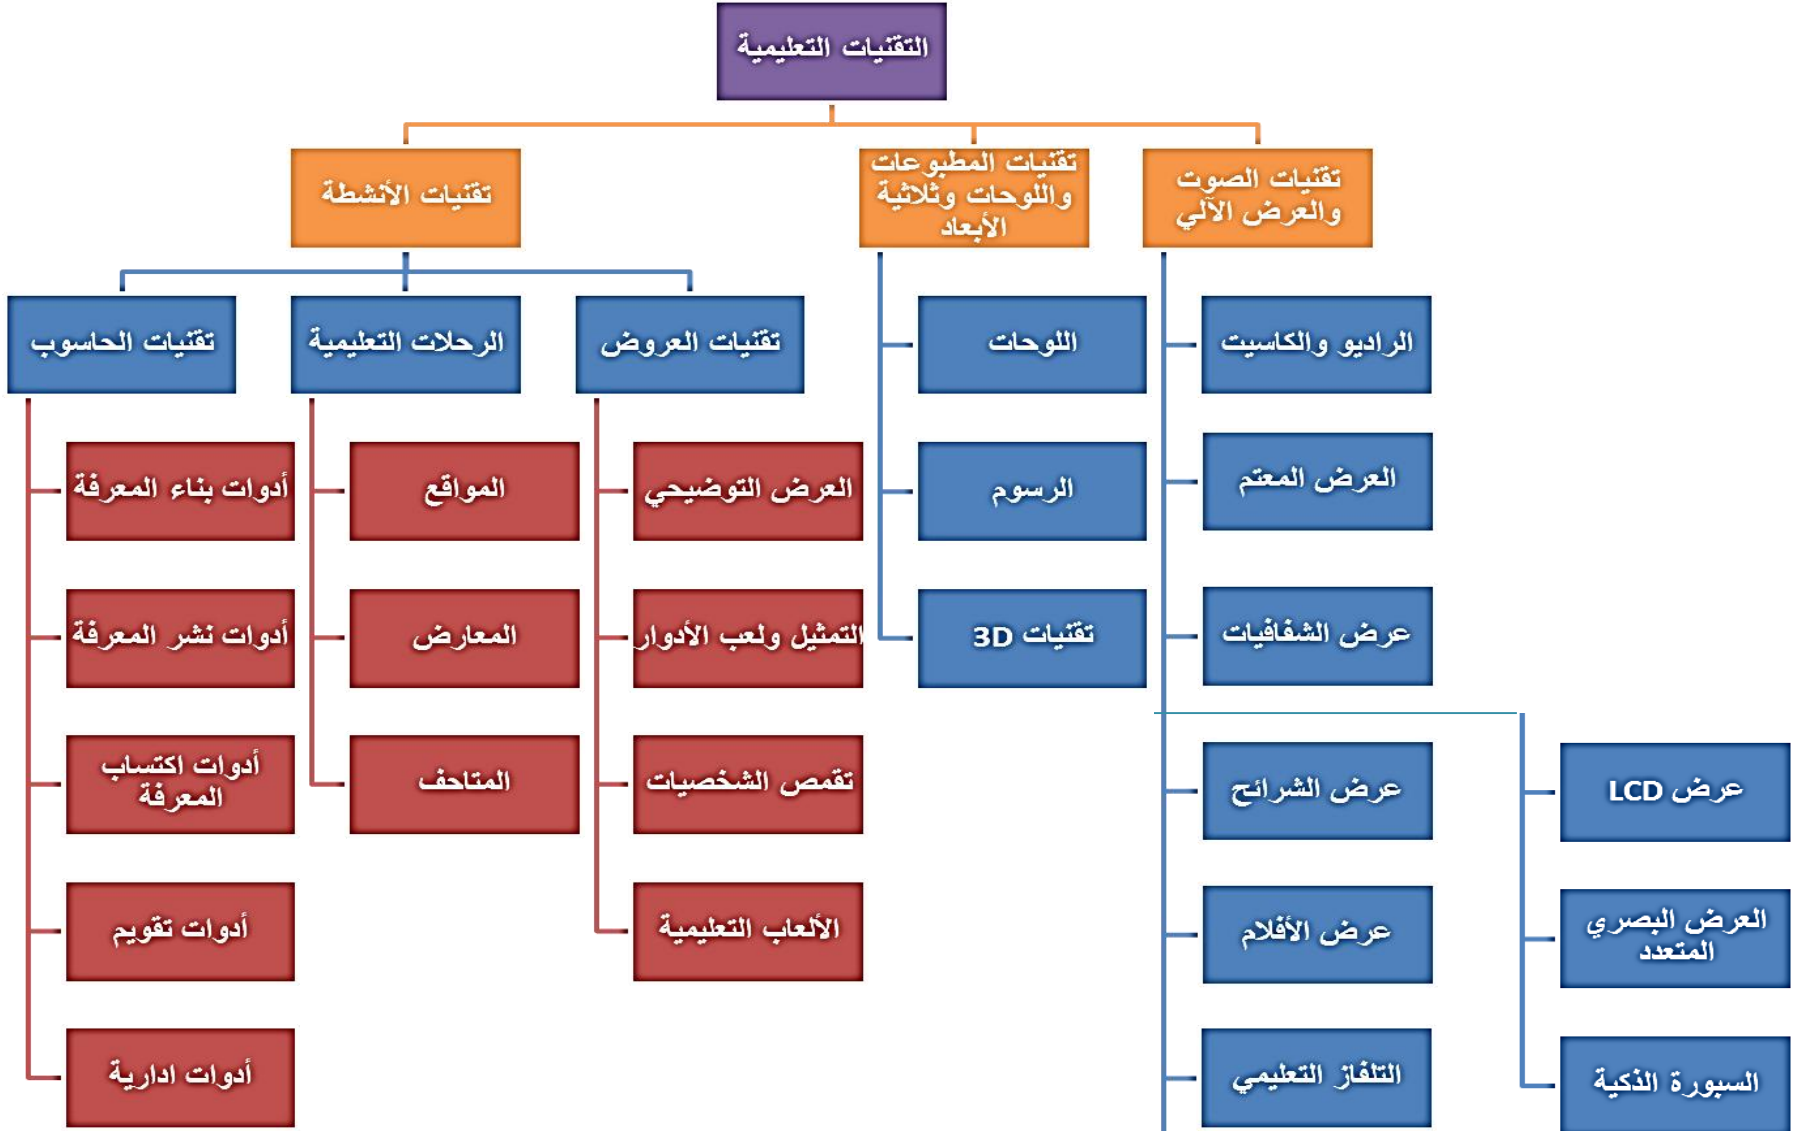 التقنيات التعليمية
تقنيات الصوت
والعرض الآلي
تقنيات المطبوعات
واللوحات وثلاثية
الأبعاد
تقنيات الأنشطة
الراديو والكاسيت
اللوحات
تقنيات العروض
الرحلات التعليمية
تقنيات الحاسوب
العرض المعتم
الرسوم
العرض التوضيحي
المواقع
أدوات بناء المعرفة
عرض الشفافيات
تقنيات 3D
التمثيل ولعب الأدوار
المعارض
أدوات نشر المعرفة
عرض LCD
عرض الشرائح
تقمص الشخصيات
المتاحف
أدوات اكتساب
المعرفة
العرض البصري
المتعدد
عرض الأفلام
الألعاب التعليمية
أدوات تقويم
السبورة الذكية
التلفاز التعليمي
أدوات ادارية